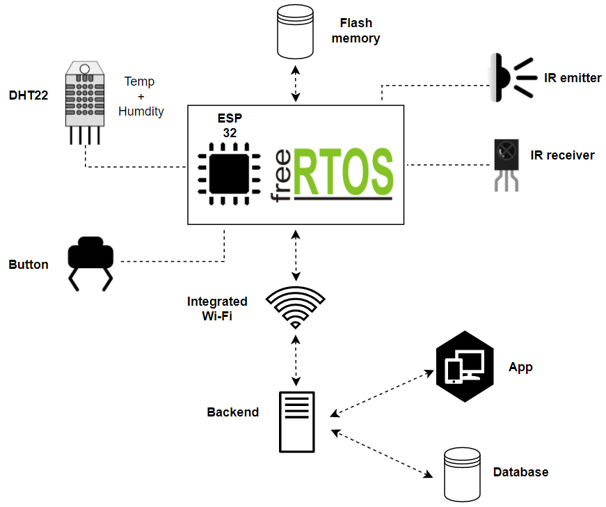 Flash
memory
DHT22
Temp
+
Humdity
IR emitter
ESP
32
free
RTOS
IR receiver
Button
Integrated
Wi-Fi
App
Backend
Database